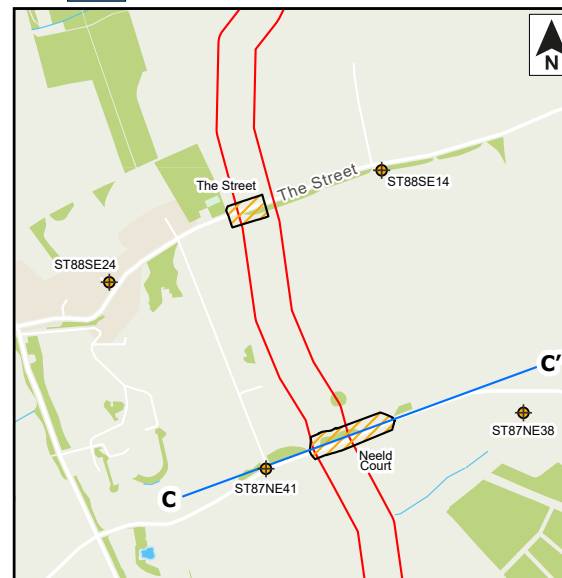 N
The Street
The Street
ST88SE14
ST88SE24
C'
ST87NE38
Neeld
Court
ST87NE41
C